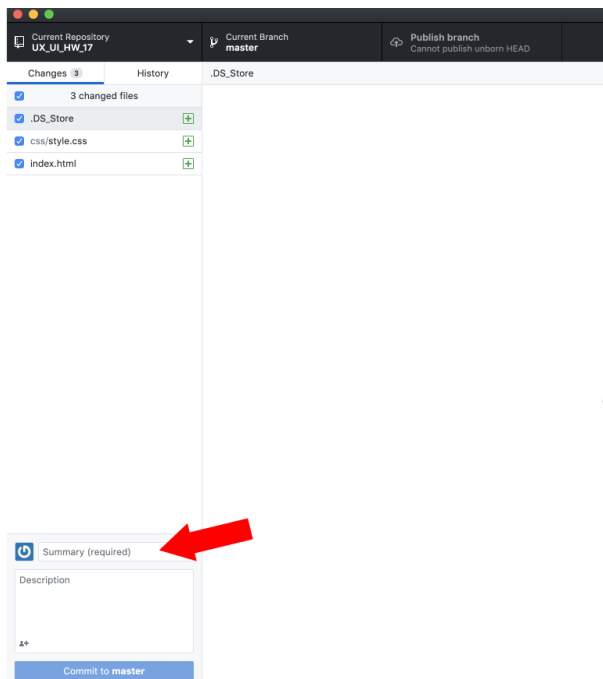 Current Repository
UX_UI_HW_17
Current Branch
master
Publish branch
Cannot publish unborn HEAD
Changes 3
History
.DS_Store
3 changed files
.DS_Store
css/style.css
index.html
Summary (required)
Description
Commit to master